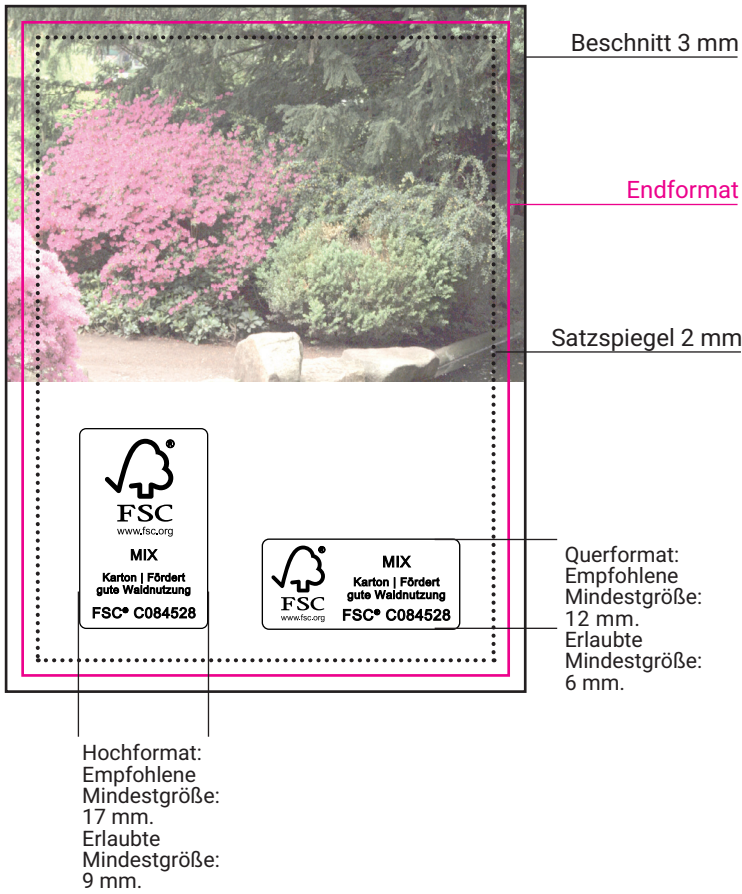 Beschnitt 3 mm
Endformat
Satzspiegel 2 mm
®
FSC
www.fsc.org
MIX
Karton | Fördert
gute Waldnutzung
FSC® C084528
®
FSC
www.fsc.org
MIX
Karton | Fördert
gute Waldnutzung
FSC® C084528
Querformat:
Empfohlene
Mindestgröße:
12 mm.
Erlaubte
Mindestgröße:
6 mm.
Hochformat:
Empfohlene
Mindestgröße:
17 mm.
Erlaubte
Mindestgröße:
9 mm.